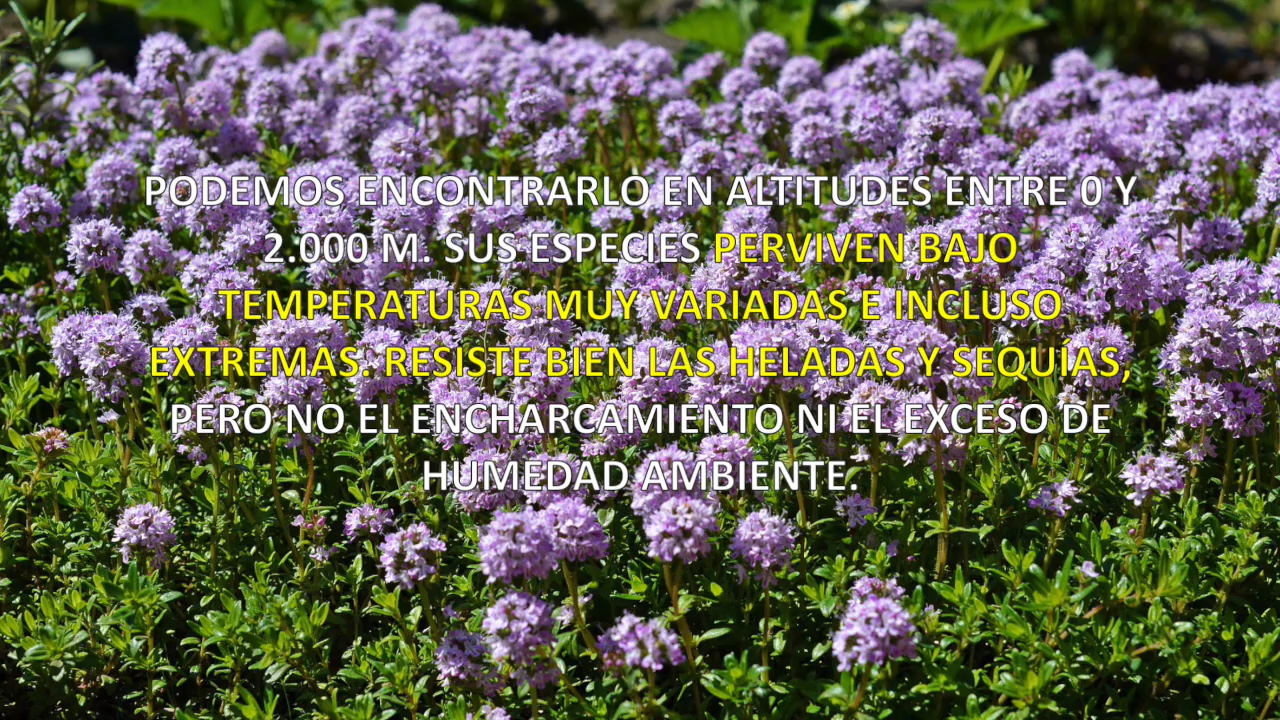 PODEMOS ENCONTRARLO EN ALTITUDES ENTRE 0 Y
2.000 M. SUS ESPECIES PERVIVEN BAJO
TEMPERATURAS MUY VARIADAS E INCLUSO
EXTREMAS. RESISTE BIEN LAS HELADAS Y SEQUÍAS,
PERO NO EL ENCHARCAMIENTO NI EL EXCESO DE
HUMEDAD AMBIENTE.